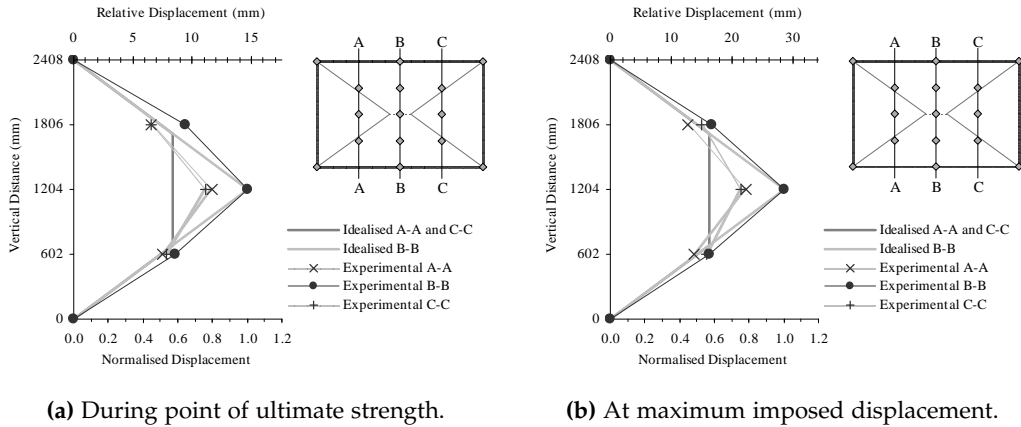 Relative Displacement (mm)
0 5 10 15
2408
1806
1204
602
0
Vertical Distance (mm)
0.0 0.2 0.4 0.6 0.8 1.0 1.2
Normalised Displacement
A B C
A B C
Idealised A-A and C-C
Idealised B-B
Experimental A-A
Experimental B-B
Experimental C-C
(a) During point of ultimate strength.
Relative Displacement (mm)
0 10 20 30
2408
1806
1204
602
0
Vertical Distance (mm)
0.0 0.2 0.4 0.6 0.8 1.0 1.2
Normalised Displacement
A B C
A B C
Idealised A-A and C-C
Idealised B-B
Experimental A-A
Experimental B-B
Experimental C-C
(b) At maximum imposed displacement.